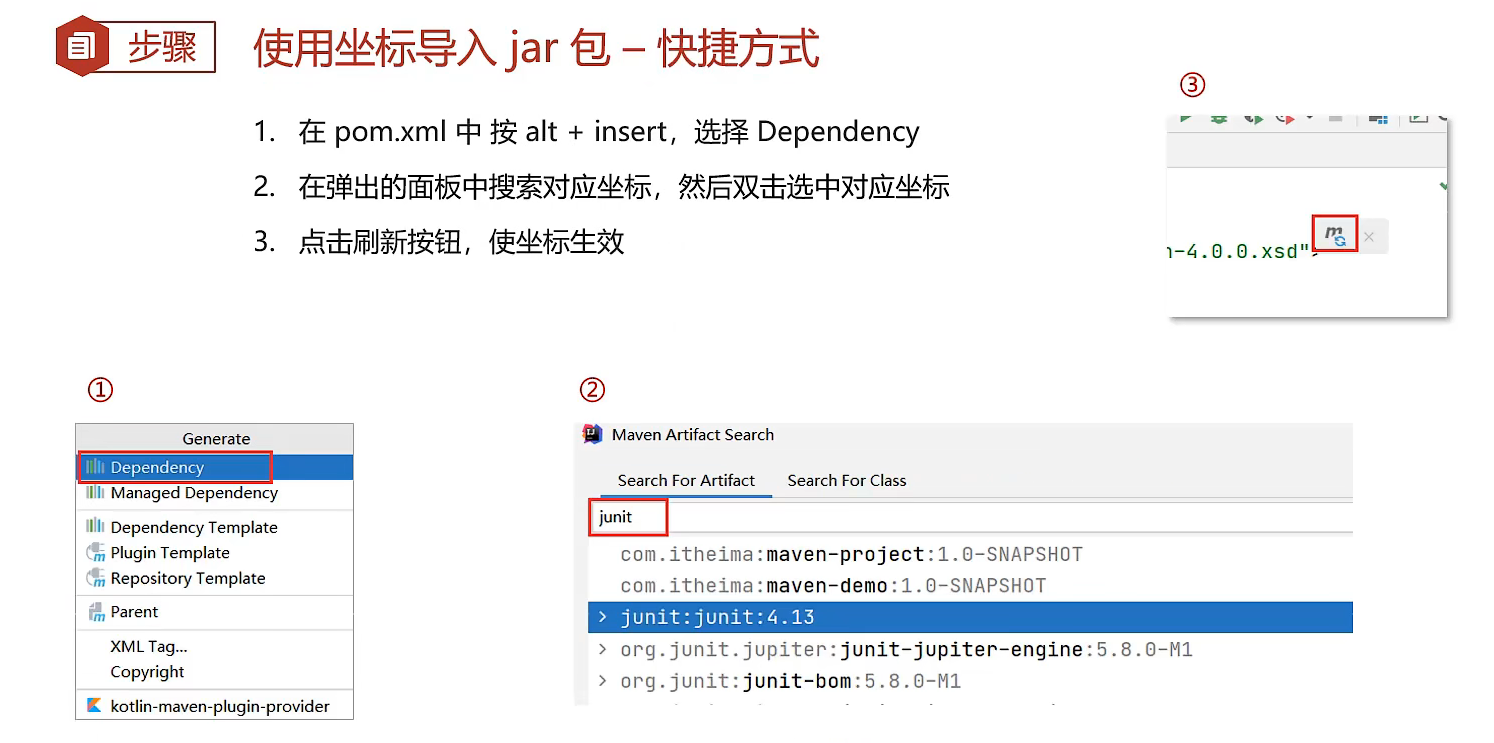 步骤
使用坐标导入 jar 包 – 快捷方式
1. 在 pom.xml 中 按 alt + insert，选择 Dependency
2. 在弹出的面板中搜索对应坐标，然后双击选中对应坐标
3. 点击刷新按钮，使坐标生效
③
m
n-4.0.0.xsd">
①
Generate
Dependency
Managed Dependency
Dependency Template
Plugin Template
Repository Template
Parent
XML Tag...
Copyright
kotlin-maven-plugin-provider
②
Maven Artifact Search
Search For Artifact Search For Class
junit
com.itheima:maven-project:1.0-SNAPSHOT
com.itheima:maven-demo:1.0-SNAPSHOT
junit:junit:4.13
org.junit.jupiter:junit-jupiter-engine:5.8.0-M1
org.junit:junit-bom:5.8.0-M1